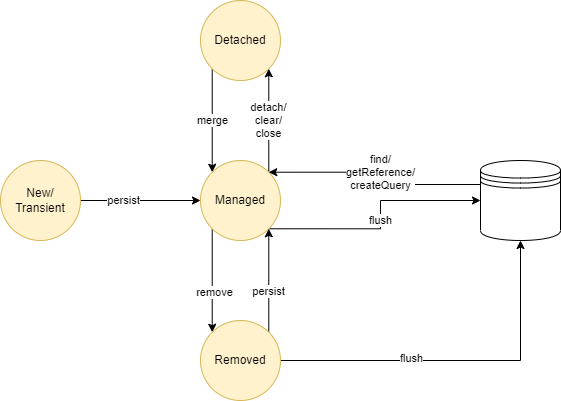 Detached
merge
detach/
clear/
close
find/
getReference/
createQuery
New/
Transient
persist
Managed
flush
remove
persist
Removed
flush